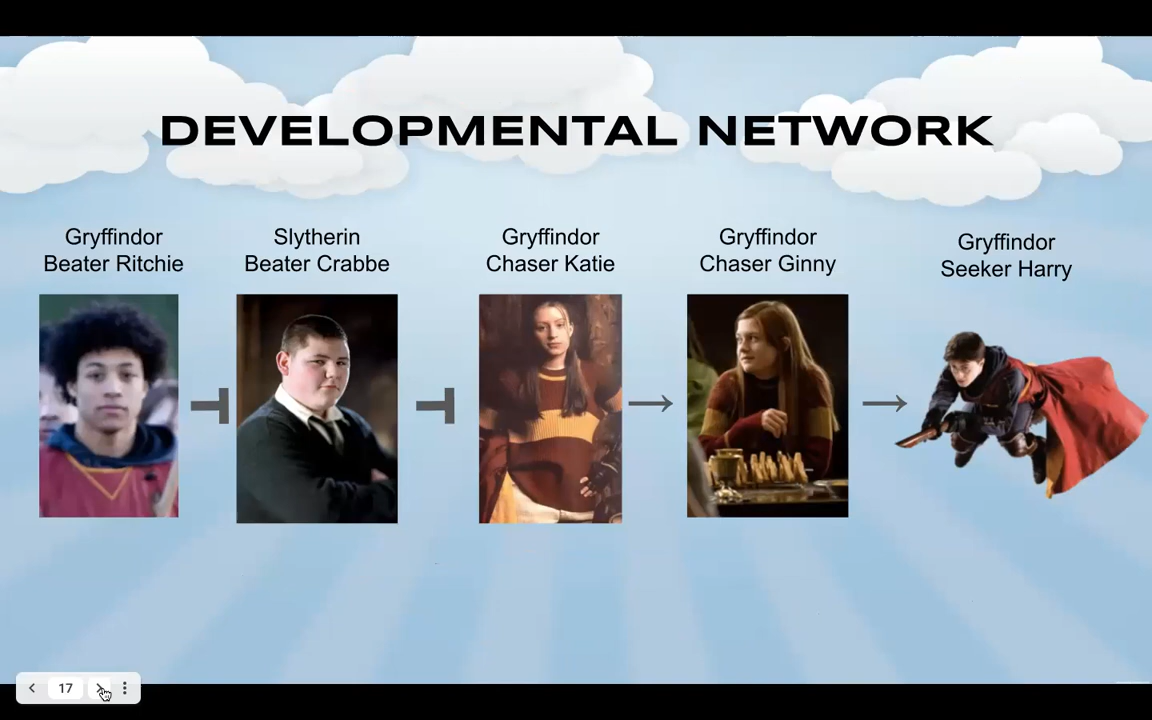 DEVELOPMENTAL NETWORK
Gryffindor
Beater Ritchie
Slytherin
Beater Crabbe
Gryffindor
Chaser Katie
Gryffindor
Chaser Ginny
Gryffindor
Seeker Harry
17